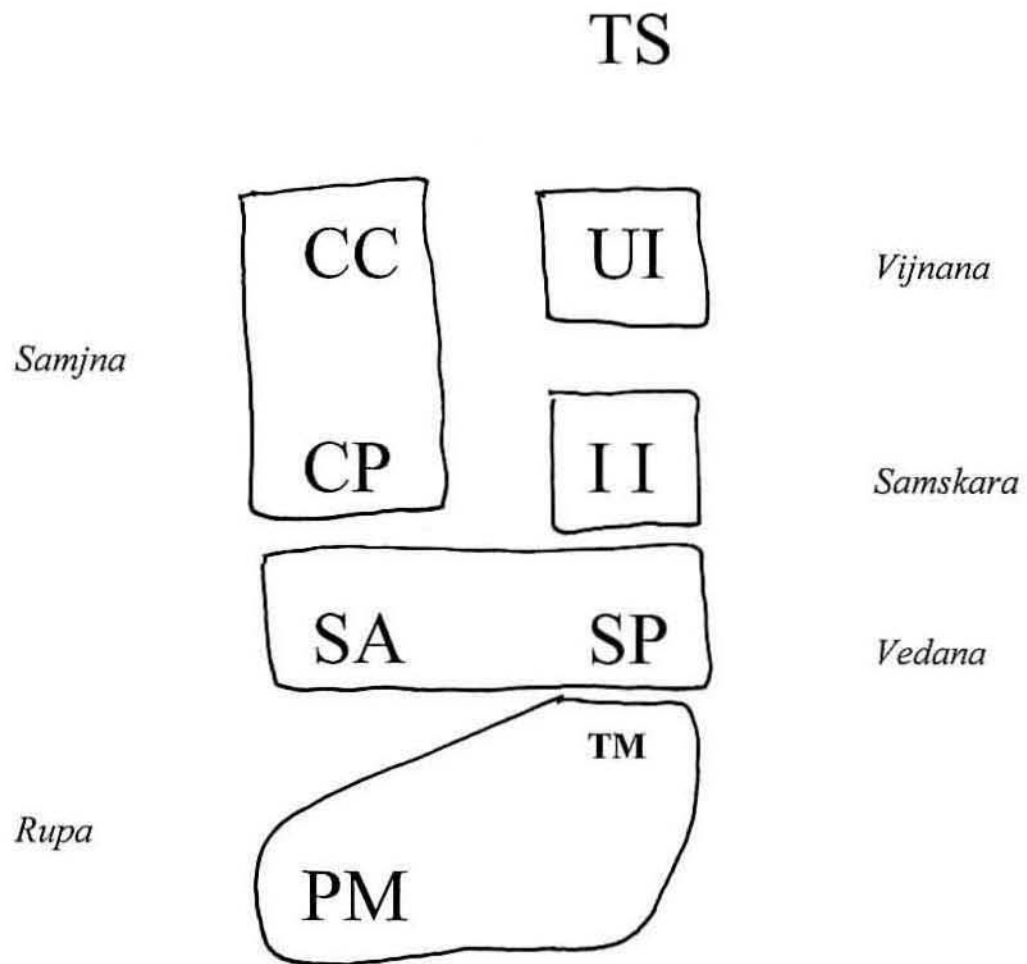 TS
CC UI Vijnana
Samjna
CP I I Samskara
SA SP Vedana
TM
Rupa
PM